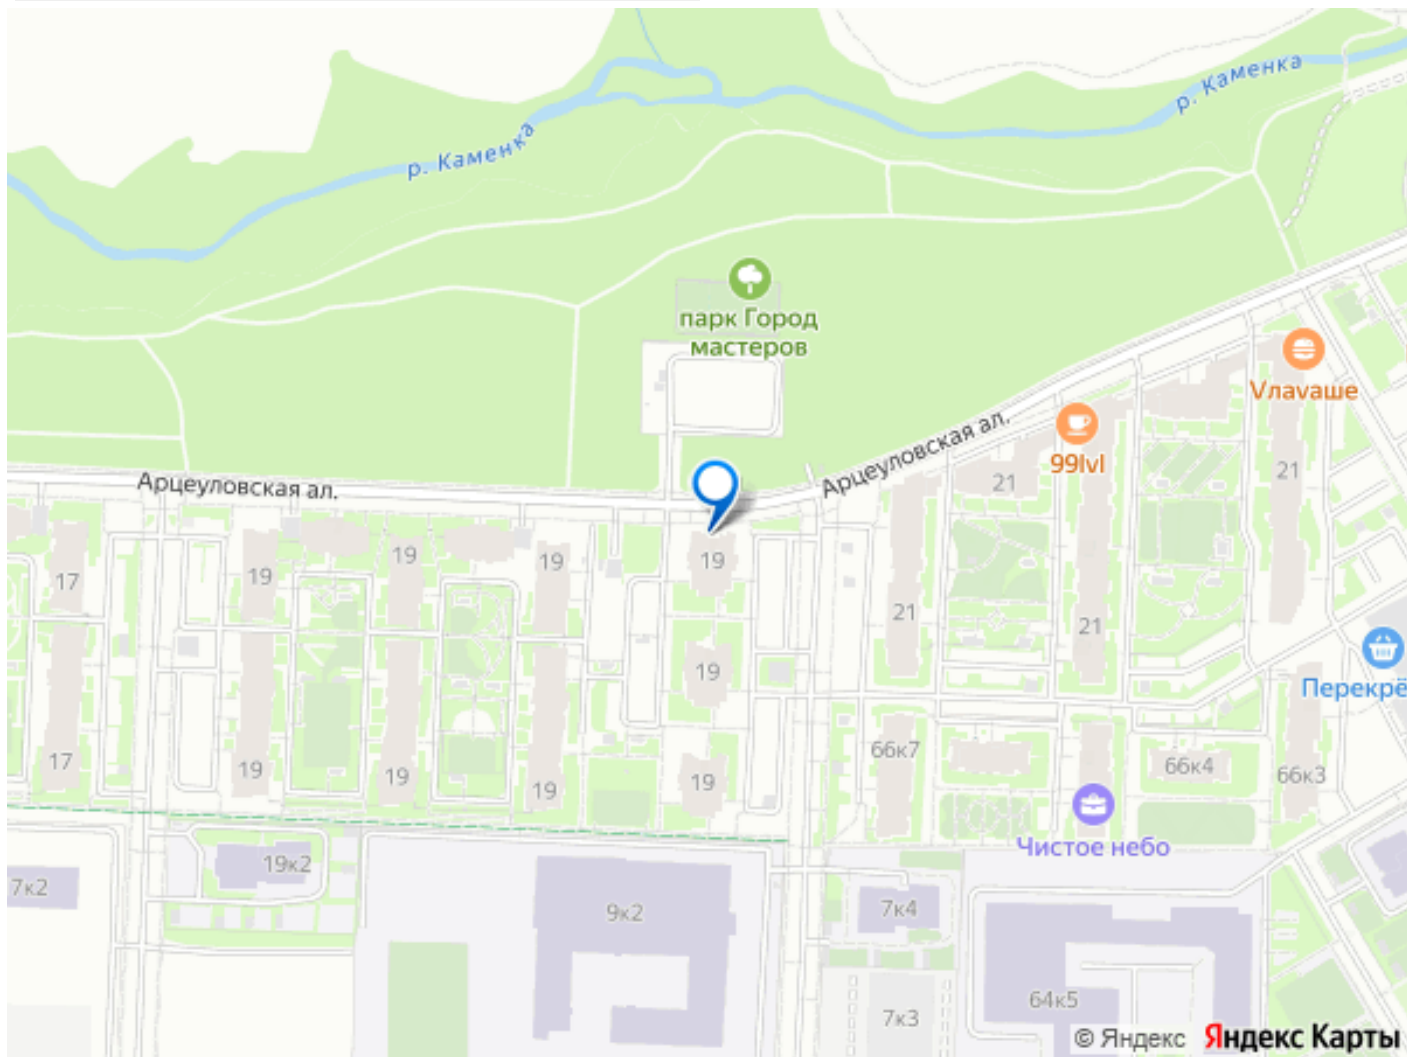 р. Каменка
р. Каменка
парк Город
мастеров
Vлаvаше
99lvl
Арцеуловская ал.
Арцеуловская ал.
21
21
19
19
19
19
17
21
21
19
Перекрё
66к7
66к4
66к3
17
19
19
19
19
Чистое небо
19к2
7к2
9к2
7к4
64к5
7к3
© Яндекс Яндекс Карты